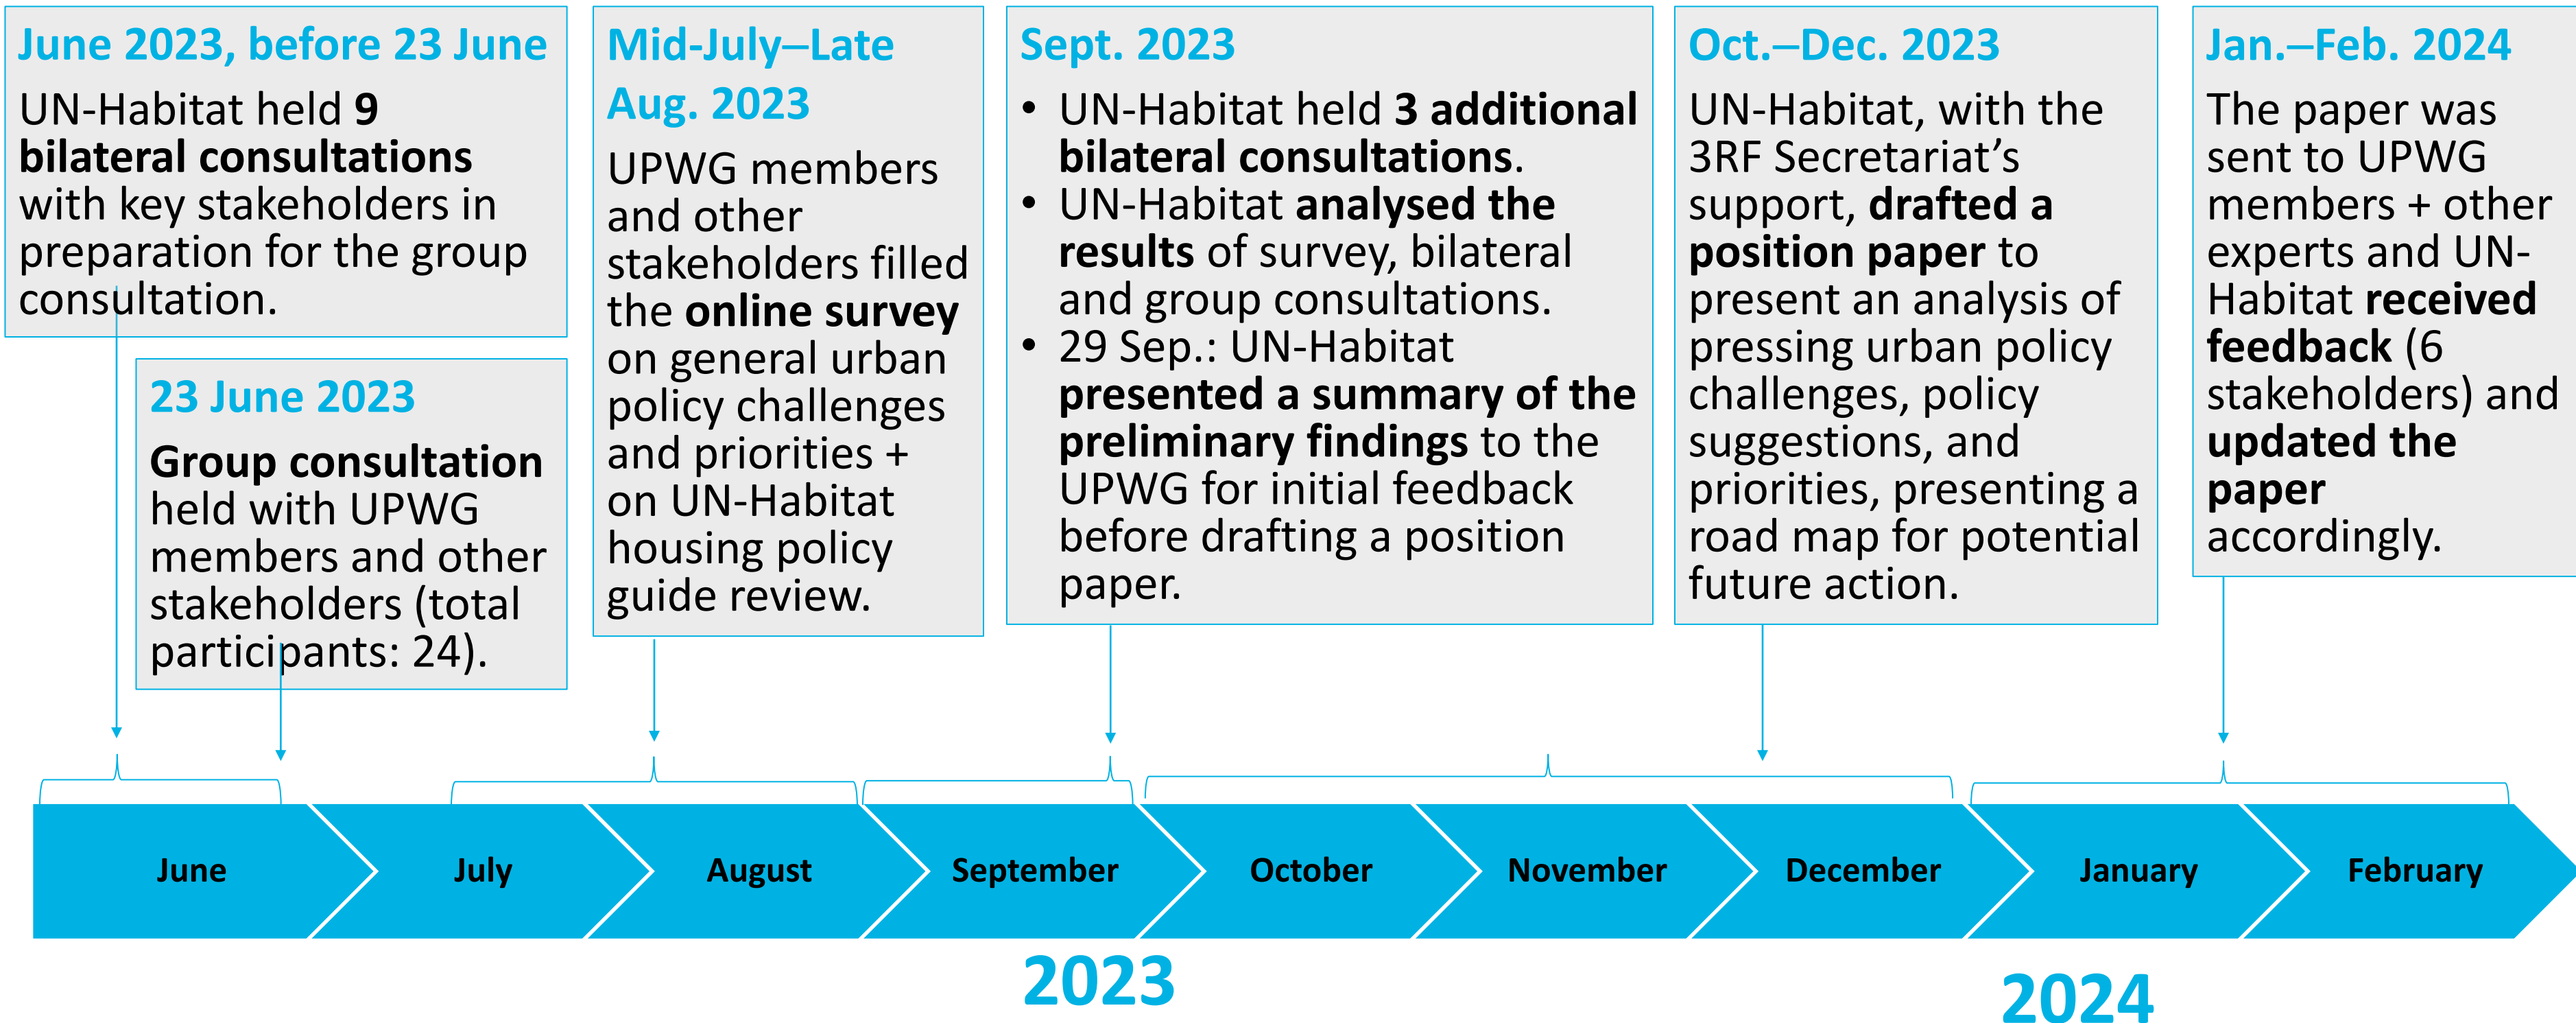 June 2023, before 23 June
UN-Habitat held 9
bilateral consultations
with key stakeholders in
preparation for the group
consultation.
23 June 2023
Group consultation
held with UPWG
members and other
stakeholders (total
participants: 24).
Mid-July–Late
Aug. 2023
UPWG members
and other
stakeholders filled
the online survey
on general urban
policy challenges
and priorities +
on UN-Habitat
housing policy
guide review.
Sept. 2023
• UN-Habitat held 3 additional
bilateral consultations.
• UN-Habitat analysed the
results of survey, bilateral
and group consultations.
• 29 Sep.: UN-Habitat
presented a summary of the
preliminary findings to the
UPWG for initial feedback
before drafting a position
paper.
Oct.–Dec. 2023
UN-Habitat, with the
3RF Secretariat’s
support, drafted a
position paper to
present an analysis of
pressing urban policy
challenges, policy
suggestions, and
priorities, presenting a
road map for potential
future action.
Jan.–Feb. 2024
The paper was
sent to UPWG
members + other
experts and UN-
Habitat received
feedback (6
stakeholders) and
updated the
paper
accordingly.
June
July
August
September
October
November
December
January
February
2023
2024